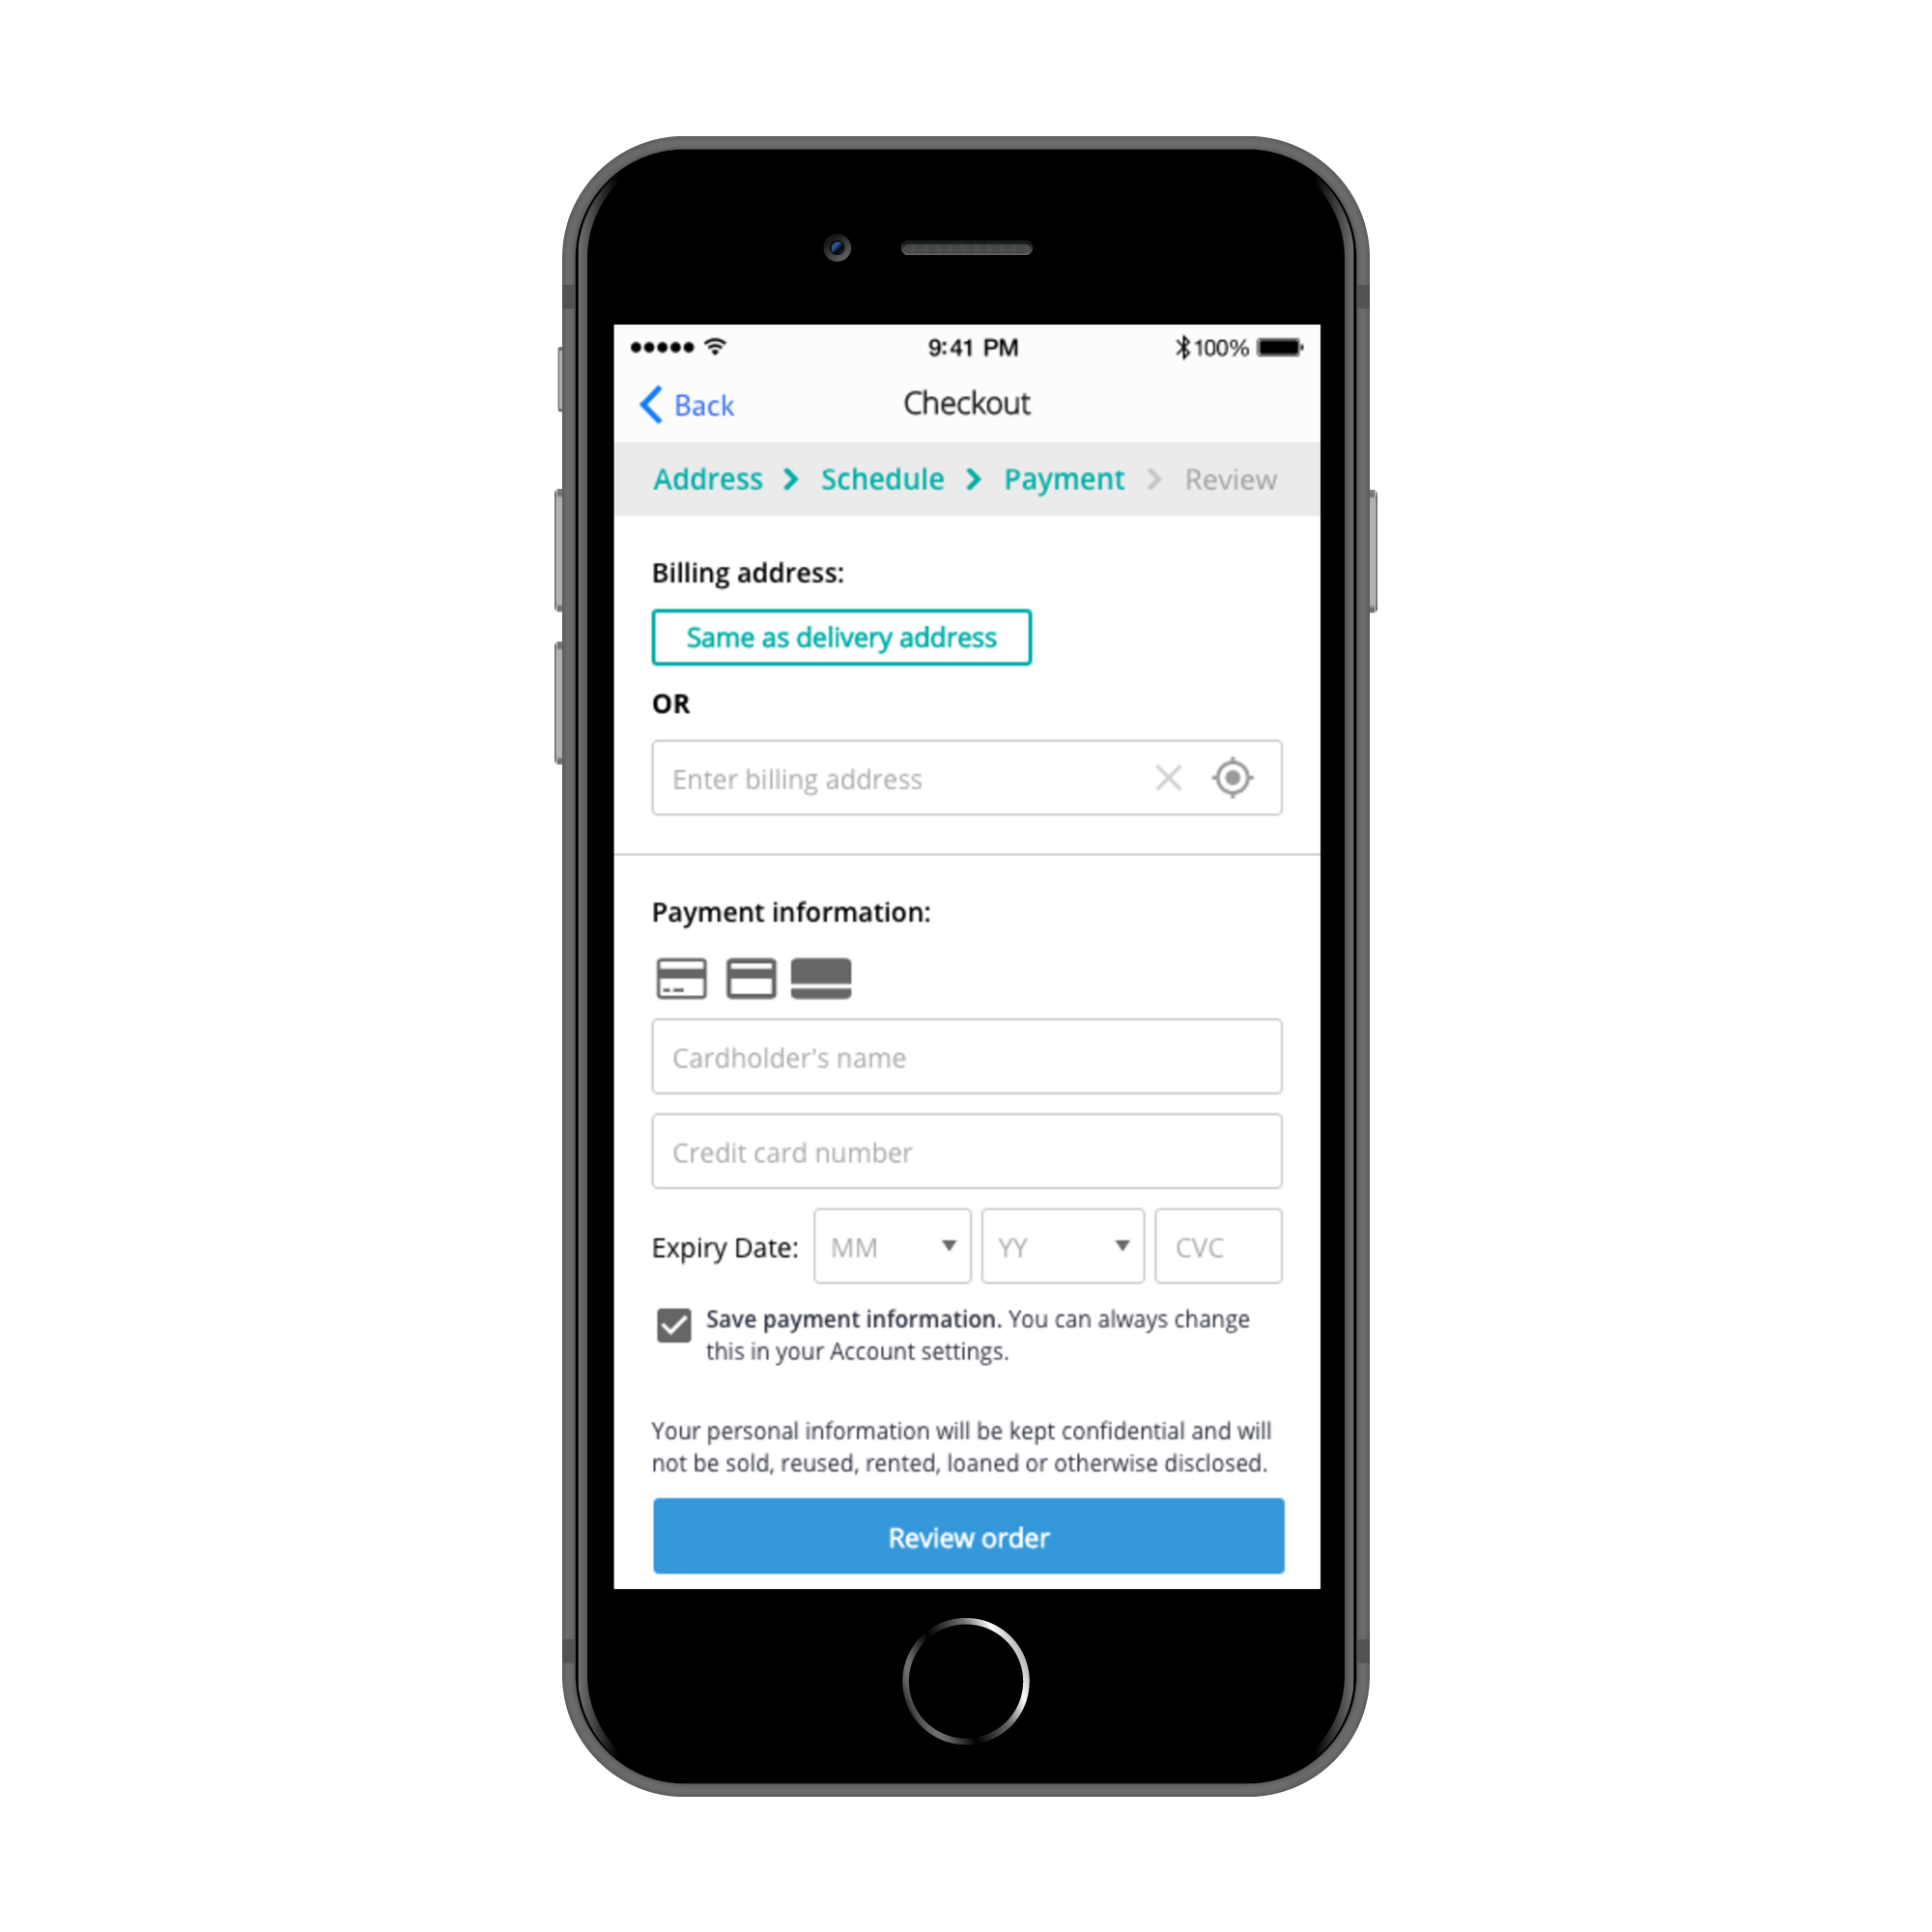 9:41 PM 100%
Back Checkout
Address Schedule Payment Review
Billing address:
Same as delivery address
OR
Enter billing address
Payment information:
Cardholder's name
Credit card number
Expiry Date: MM YY CVC
Save payment information. You can always change
this in your Account settings.
Your personal information will be kept confidential and will
not be sold, reused, rented, loaned or otherwise disclosed.
Review order